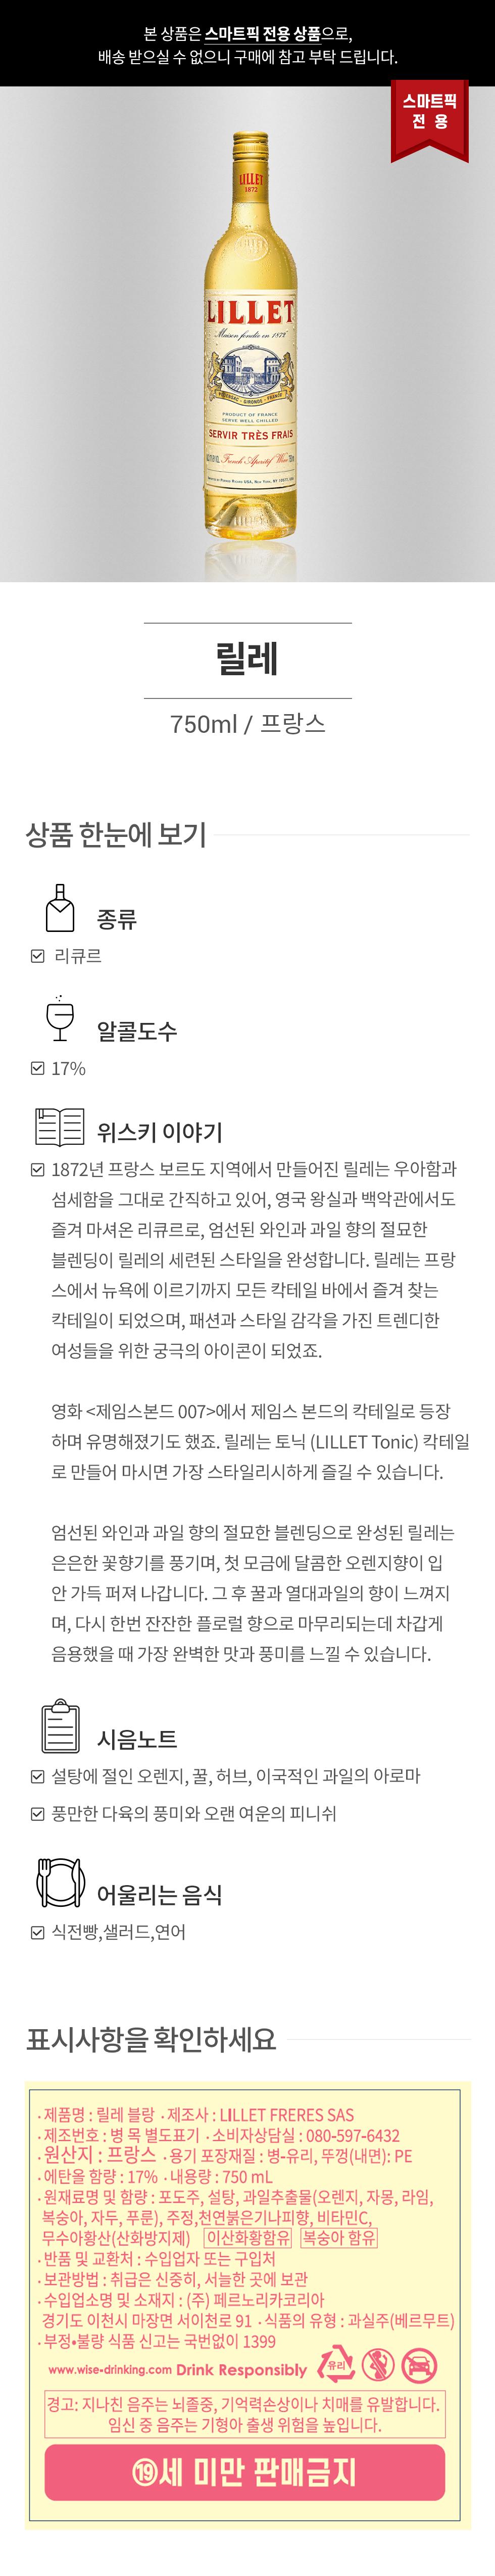 본 상품은 스마트픽 전용 상품으로,
배송 받으실 수 없으니 구매에 참고 부탁 드립니다.
스마트픽
전 용
LILLET
1872
LILLET
Maison fondée en 1872
PRODUCT OF FRANCE
SERVE WELL CHILLED
SERVIR TRÈS FRAIS
French Aperitif Wine
릴레
750ml / 프랑스
상품 한눈에 보기
종류
리큐르
알콜도수
17%
위스키 이야기
1872년 프랑스 보르도 지역에서 만들어진 릴레는 우아함과
섬세함을 그대로 간직하고 있어, 영국 왕실과 백악관에서도
즐겨 마셔온 리큐르로, 엄선된 와인과 과일 향의 절묘한
블렌딩이 릴레의 세련된 스타일을 완성합니다. 릴레는 프랑
스에서 뉴욕에 이르기까지 모든 칵테일 바에서 즐겨 찾는
칵테일이 되었으며, 패션과 스타일 감각을 가진 트렌디한
여성들을 위한 궁극의 아이콘이 되었죠.
영화 <제임스본드 007>에서 제임스 본드의 칵테일로 등장
하며 유명해졌기도 했죠. 릴레는 토닉 (LILLET Tonic) 칵테일
로 만들어 마시면 가장 스타일리시하게 즐길 수 있습니다.
엄선된 와인과 과일 향의 절묘한 블렌딩으로 완성된 릴레는
은은한 꽃향기를 풍기며, 첫 모금에 달콤한 오렌지향이 입
안 가득 퍼져 나갑니다. 그 후 꿀과 열대과일의 향이 느껴지
며, 다시 한번 잔잔한 플로럴 향으로 마무리되는데 차갑게
음용했을 때 가장 완벽한 맛과 풍미를 느낄 수 있습니다.
시음노트
설탕에 절인 오렌지, 꿀, 허브, 이국적인 과일의 아로마
풍만한 다육의 풍미와 오랜 여운의 피니쉬
어울리는 음식
식전빵,샐러드,연어
표시사항을 확인하세요
·제품명 : 릴레 블랑 ·제조사 : LILLET FRERES SAS
·제조번호 : 병 목 별도표기 ·소비자상담실 : 080-597-6432
·원산지 : 프랑스 ·용기 포장재질 : 병-유리, 뚜껑(내면): PE
·에탄올 함량 : 17% ·내용량 : 750 mL
·원재료명 및 함량 : 포도주, 설탕, 과일추출물(오렌지, 자몽, 라임,
복숭아, 자두, 푸룬), 주정,천연붉은기나피향, 비타민C,
무수아황산(산화방지제) 이산화황함유 복숭아 함유
·반품 및 교환처 : 수입업자 또는 구입처
·보관방법 : 취급은 신중히, 서늘한 곳에 보관
·수입업소명 및 소재지 : (주) 페르노리카코리아
경기도 이천시 마장면 서이천로 91 ·식품의 유형 : 과실주(베르무트)
·부정•불량 식품 신고는 국번없이 1399
www.wise-drinking.com Drink Responsibly 유리
경고: 지나친 음주는 뇌졸중, 기억력손상이나 치매를 유발합니다.
임신 중 음주는 기형아 출생 위험을 높입니다.
⑲세 미만 판매금지